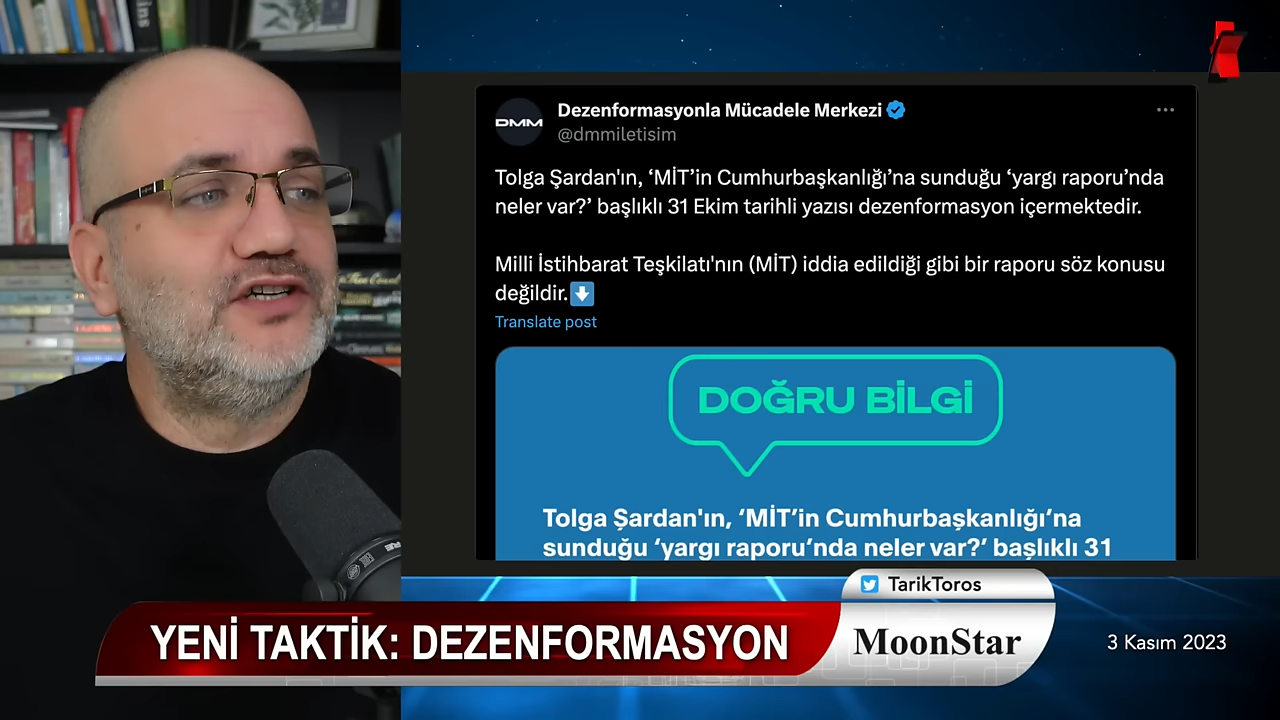 DMM
Dezenformasyonla Mücadele Merkezi
@dmmiletisim
Tolga Şardan'ın, ‘MİT’in Cumhurbaşkanlığı’na sunduğu ‘yargı raporu’nda
neler var?’ başlıklı 31 Ekim tarihli yazısı dezenformasyon içermektedir.
Milli İstihbarat Teşkilatı'nın (MİT) iddia edildiği gibi bir raporu söz konusu
değildir.
Translate post
DOĞRU BİLGİ
Tolga Şardan'ın, ‘MİT’in Cumhurbaşkanlığı’na
sunduğu ‘yargı raporu’nda neler var?’ başlıklı 31
TarikToros
YENİ TAKTİK: DEZENFORMASYON
MoonStar
3 Kasım 2023